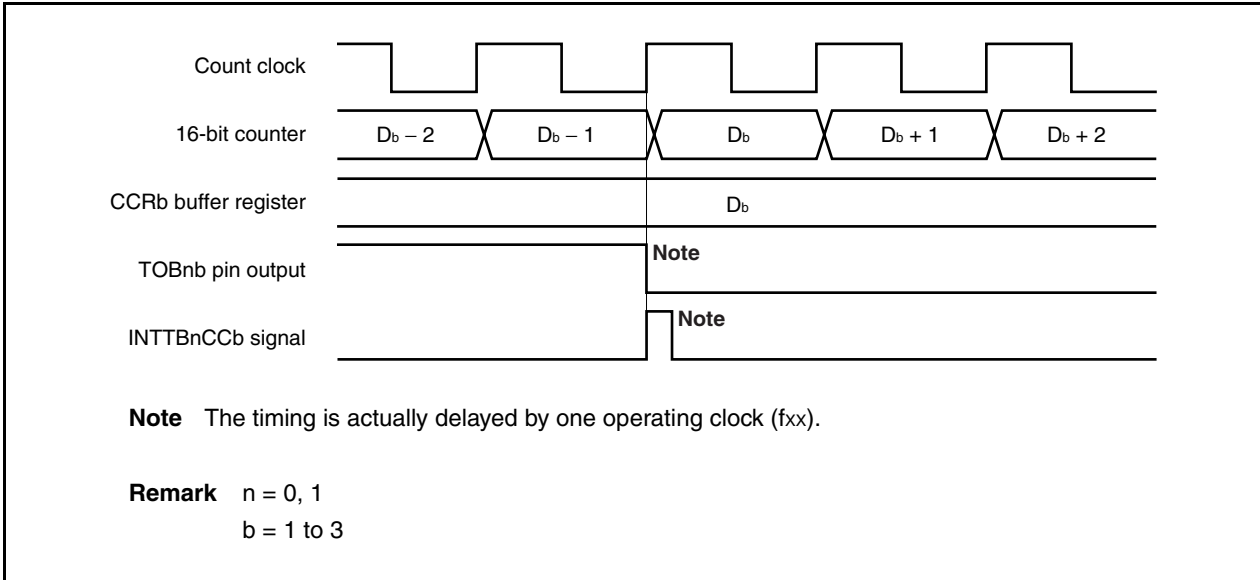 Count clock
16-bit counter
Db − 2 Db − 1 Db Db + 1 Db + 2
CCRb buffer register
Db
TOBnb pin output
Note
INTTBnCCb signal
Note
Note The timing is actually delayed by one operating clock (fxx).
Remark n = 0, 1
b = 1 to 3